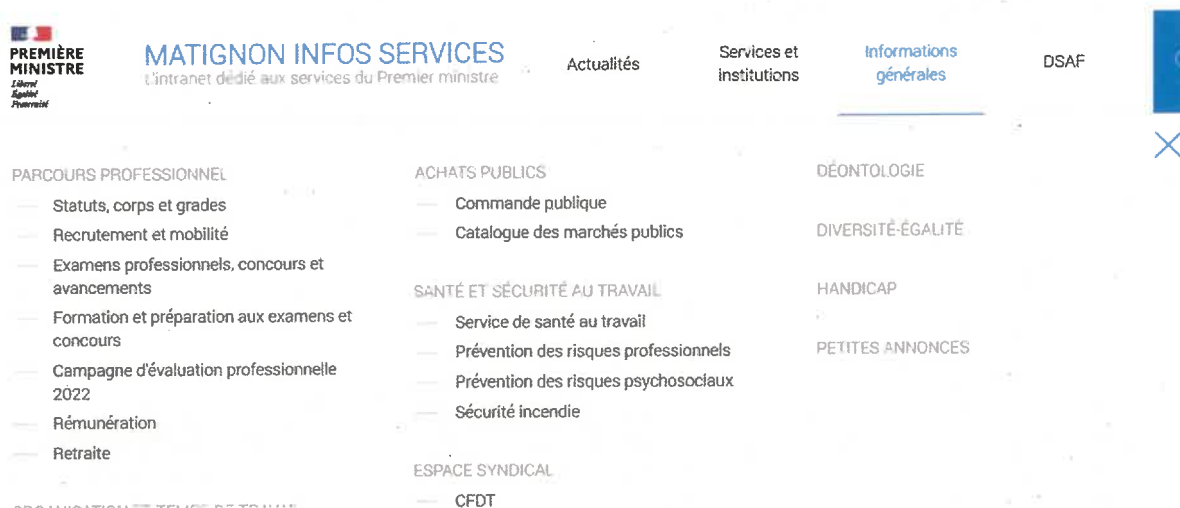 PREMIÈRE
MINISTRE
Liberté
Égalité
Fraternité
MATIGNON INFOS SERVICES
L'intranet dédié aux services du Premier ministre
Actualités
Services et
institutions
Informations
générales
DSAF
PARCOURS PROFESSIONNEL
Statuts, corps et grades
Recrutement et mobilité
Examens professionnels, concours et
avancements
Formation et préparation aux examens et
concours
Campagne d'évaluation professionnelle
2022
Rémunération
Retraite
ACHATS PUBLICS
Commande publique
Catalogue des marchés publics
SANTÉ ET SÉCURITÉ AU TRAVAIL
Service de santé au travail
Prévention des risques professionnels
Prévention des risques psychosociaux
Sécurité incendie
ESPACE SYNDICAL
CFDT
DÉONTOLOGIE
DIVERSITÉ-ÉGALITÉ
HANDICAP
PETITES ANNONCES